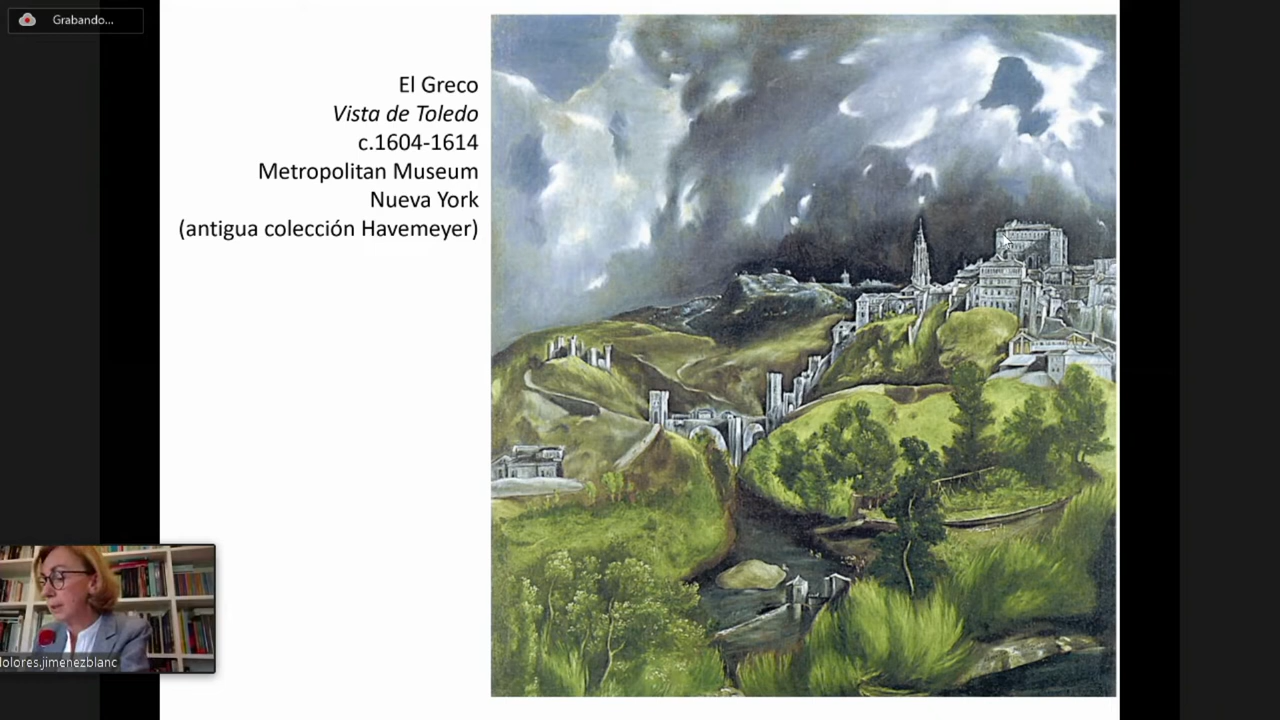 Grabando...
El Greco
Vista de Toledo
c.1604-1614
Metropolitan Museum
Nueva York
(antigua colección Havemeyer)
dolores.jimenezblanc